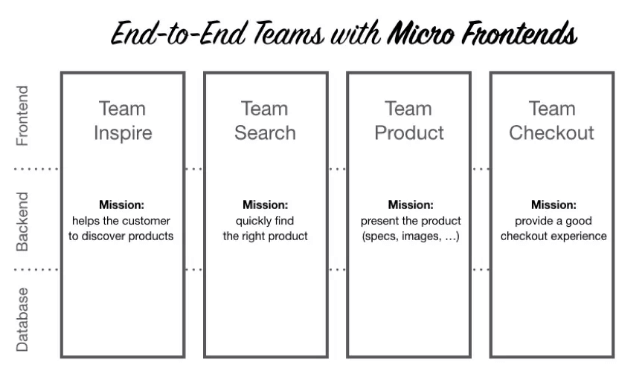 End-to-End Teams with Micro Frontends
Frontend
Team
Inspire
Team
Search
Team
Product
Team
Checkout
Backend
Mission:
helps the customer
to discover products
Mission:
quickly find
the right product
Mission:
present the product
(specs, images, ...)
Mission:
provide a good
checkout experience
Database